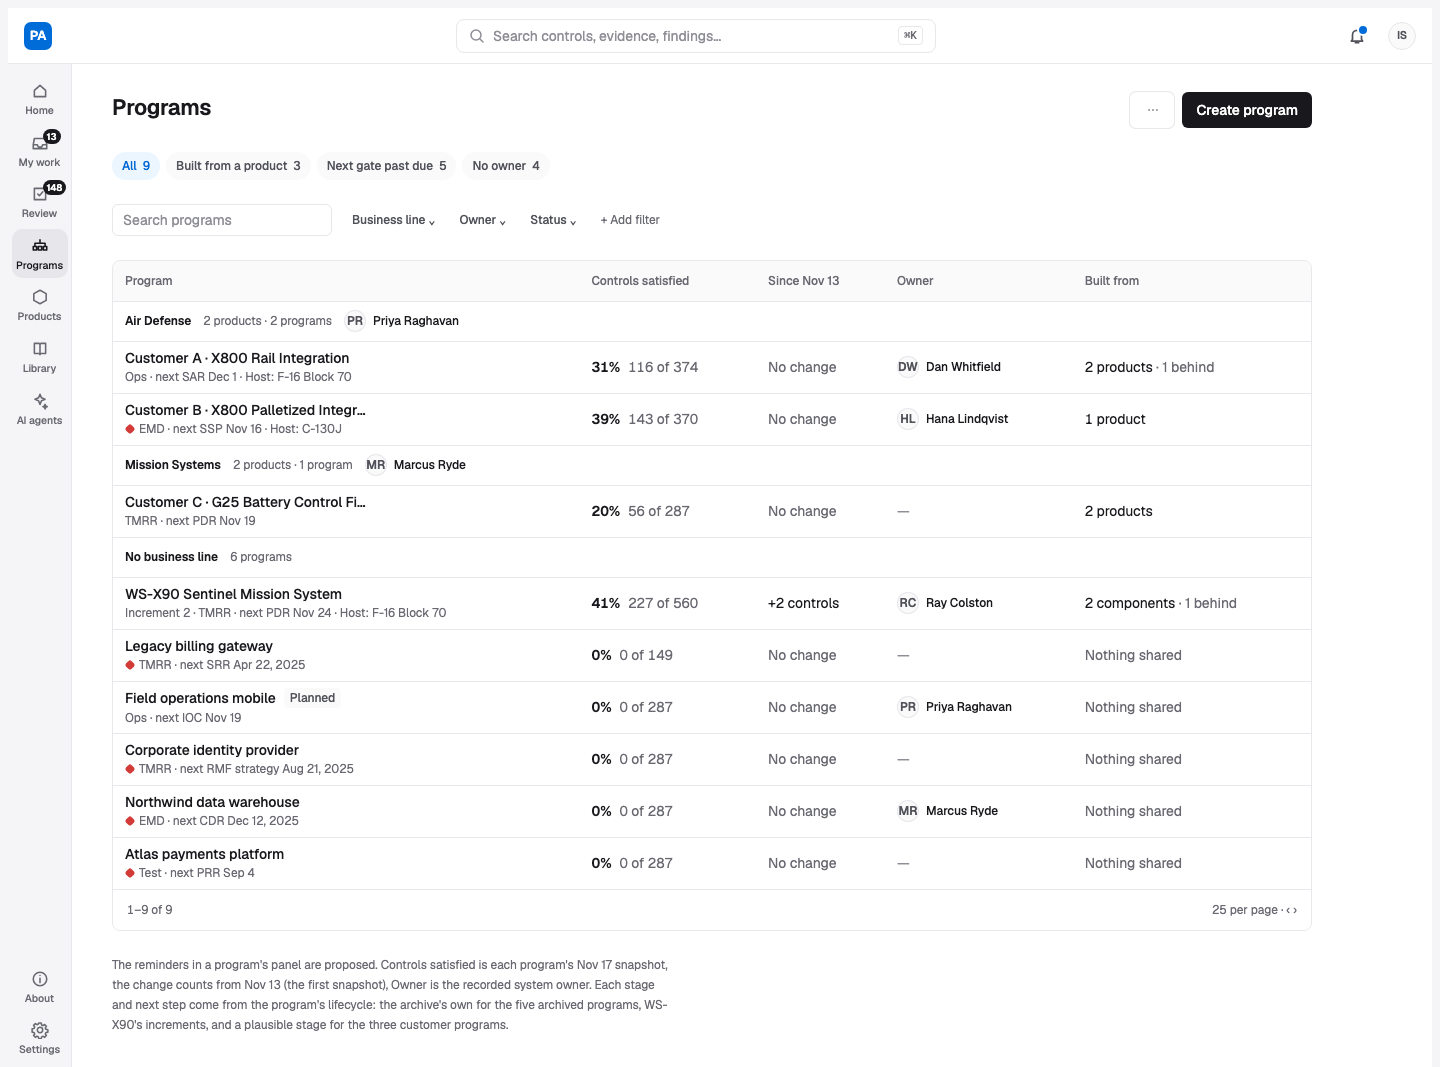 PA
Search controls, evidence, findings...
⌘K
IS
Home
13
My work
148
Review
Programs
Products
Library
AI agents
About
Settings
Programs
...
Create program
All 9
Built from a product 3
Next gate past due 5
No owner 4
Search programs
Business line
Owner
Status
+ Add filter
Program
Controls satisfied
Since Nov 13
Owner
Built from
Air Defense 2 products · 2 programs PR Priya Raghavan
Customer A · X800 Rail Integration
Ops · next SAR Dec 1 · Host: F-16 Block 70
31% 116 of 374
No change
DW Dan Whitfield
2 products · 1 behind
Customer B · X800 Palletized Integr...
EMD · next SSP Nov 16 · Host: C-130J
39% 143 of 370
No change
HL Hana Lindqvist
1 product
Mission Systems 2 products · 1 program MR Marcus Ryde
Customer C · G25 Battery Control Fi...
TMRR · next PDR Nov 19
20% 56 of 287
No change
—
2 products
No business line 6 programs
WS-X90 Sentinel Mission System
Increment 2 · TMRR · next PDR Nov 24 · Host: F-16 Block 70
41% 227 of 560
+2 controls
RC Ray Colston
2 components · 1 behind
Legacy billing gateway
TMRR · next SRR Apr 22, 2025
0% 0 of 149
No change
—
Nothing shared
Field operations mobile Planned
Ops · next IOC Nov 19
0% 0 of 287
No change
PR Priya Raghavan
Nothing shared
Corporate identity provider
TMRR · next RMF strategy Aug 21, 2025
0% 0 of 287
No change
—
Nothing shared
Northwind data warehouse
EMD · next CDR Dec 12, 2025
0% 0 of 287
No change
MR Marcus Ryde
Nothing shared
Atlas payments platform
Test · next PRR Sep 4
0% 0 of 287
No change
—
Nothing shared
1–9 of 9
25 per page · ‹ ›
The reminders in a program's panel are proposed. Controls satisfied is each program's Nov 17 snapshot,
the change counts from Nov 13 (the first snapshot), Owner is the recorded system owner. Each stage
and next step come from the program's lifecycle: the archive's own for the five archived programs, WS-
X90's increments, and a plausible stage for the three customer programs.